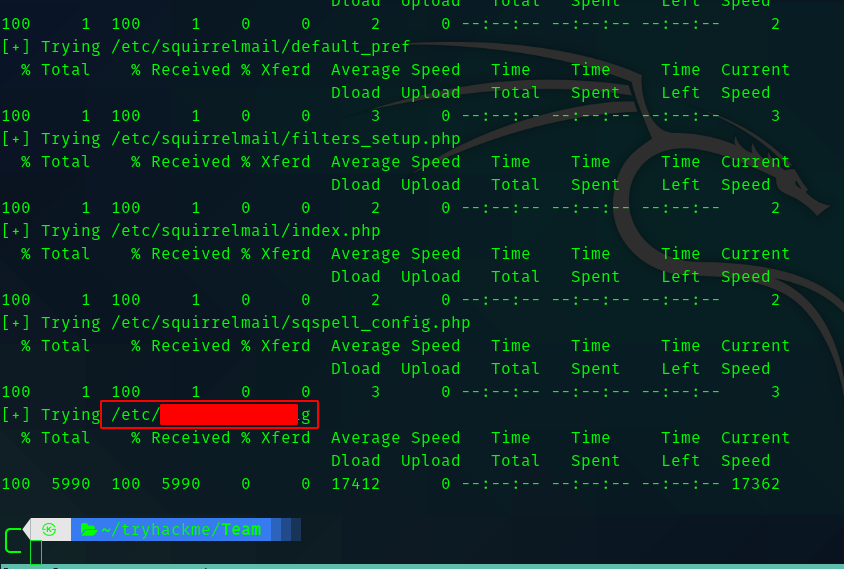 Dload Upload Total Spent Left Speed
100 1 100 1 0 0 2 0 --:--:-- --:--:-- --:--:-- 2
[+] Trying /etc/squirrelmail/default_pref
% Total % Received % Xferd Average Speed Time Time Time Current
Dload Upload Total Spent Left Speed
100 1 100 1 0 0 3 0 --:--:-- --:--:-- --:--:-- 3
[+] Trying /etc/squirrelmail/filters_setup.php
% Total % Received % Xferd Average Speed Time Time Time Current
Dload Upload Total Spent Left Speed
100 1 100 1 0 0 2 0 --:--:-- --:--:-- --:--:-- 2
[+] Trying /etc/squirrelmail/index.php
% Total % Received % Xferd Average Speed Time Time Time Current
Dload Upload Total Spent Left Speed
100 1 100 1 0 0 2 0 --:--:-- --:--:-- --:--:-- 2
[+] Trying /etc/squirrelmail/sqspell_config.php
% Total % Received % Xferd Average Speed Time Time Time Current
Dload Upload Total Spent Left Speed
100 1 100 1 0 0 3 0 --:--:-- --:--:-- --:--:-- 3
[+] Trying /etc/ g
% Total % Received % Xferd Average Speed Time Time Time Current
Dload Upload Total Spent Left Speed
100 5990 100 5990 0 0 17412 0 --:--:-- --:--:-- --:--:-- 17362
~/tryhackme/Team